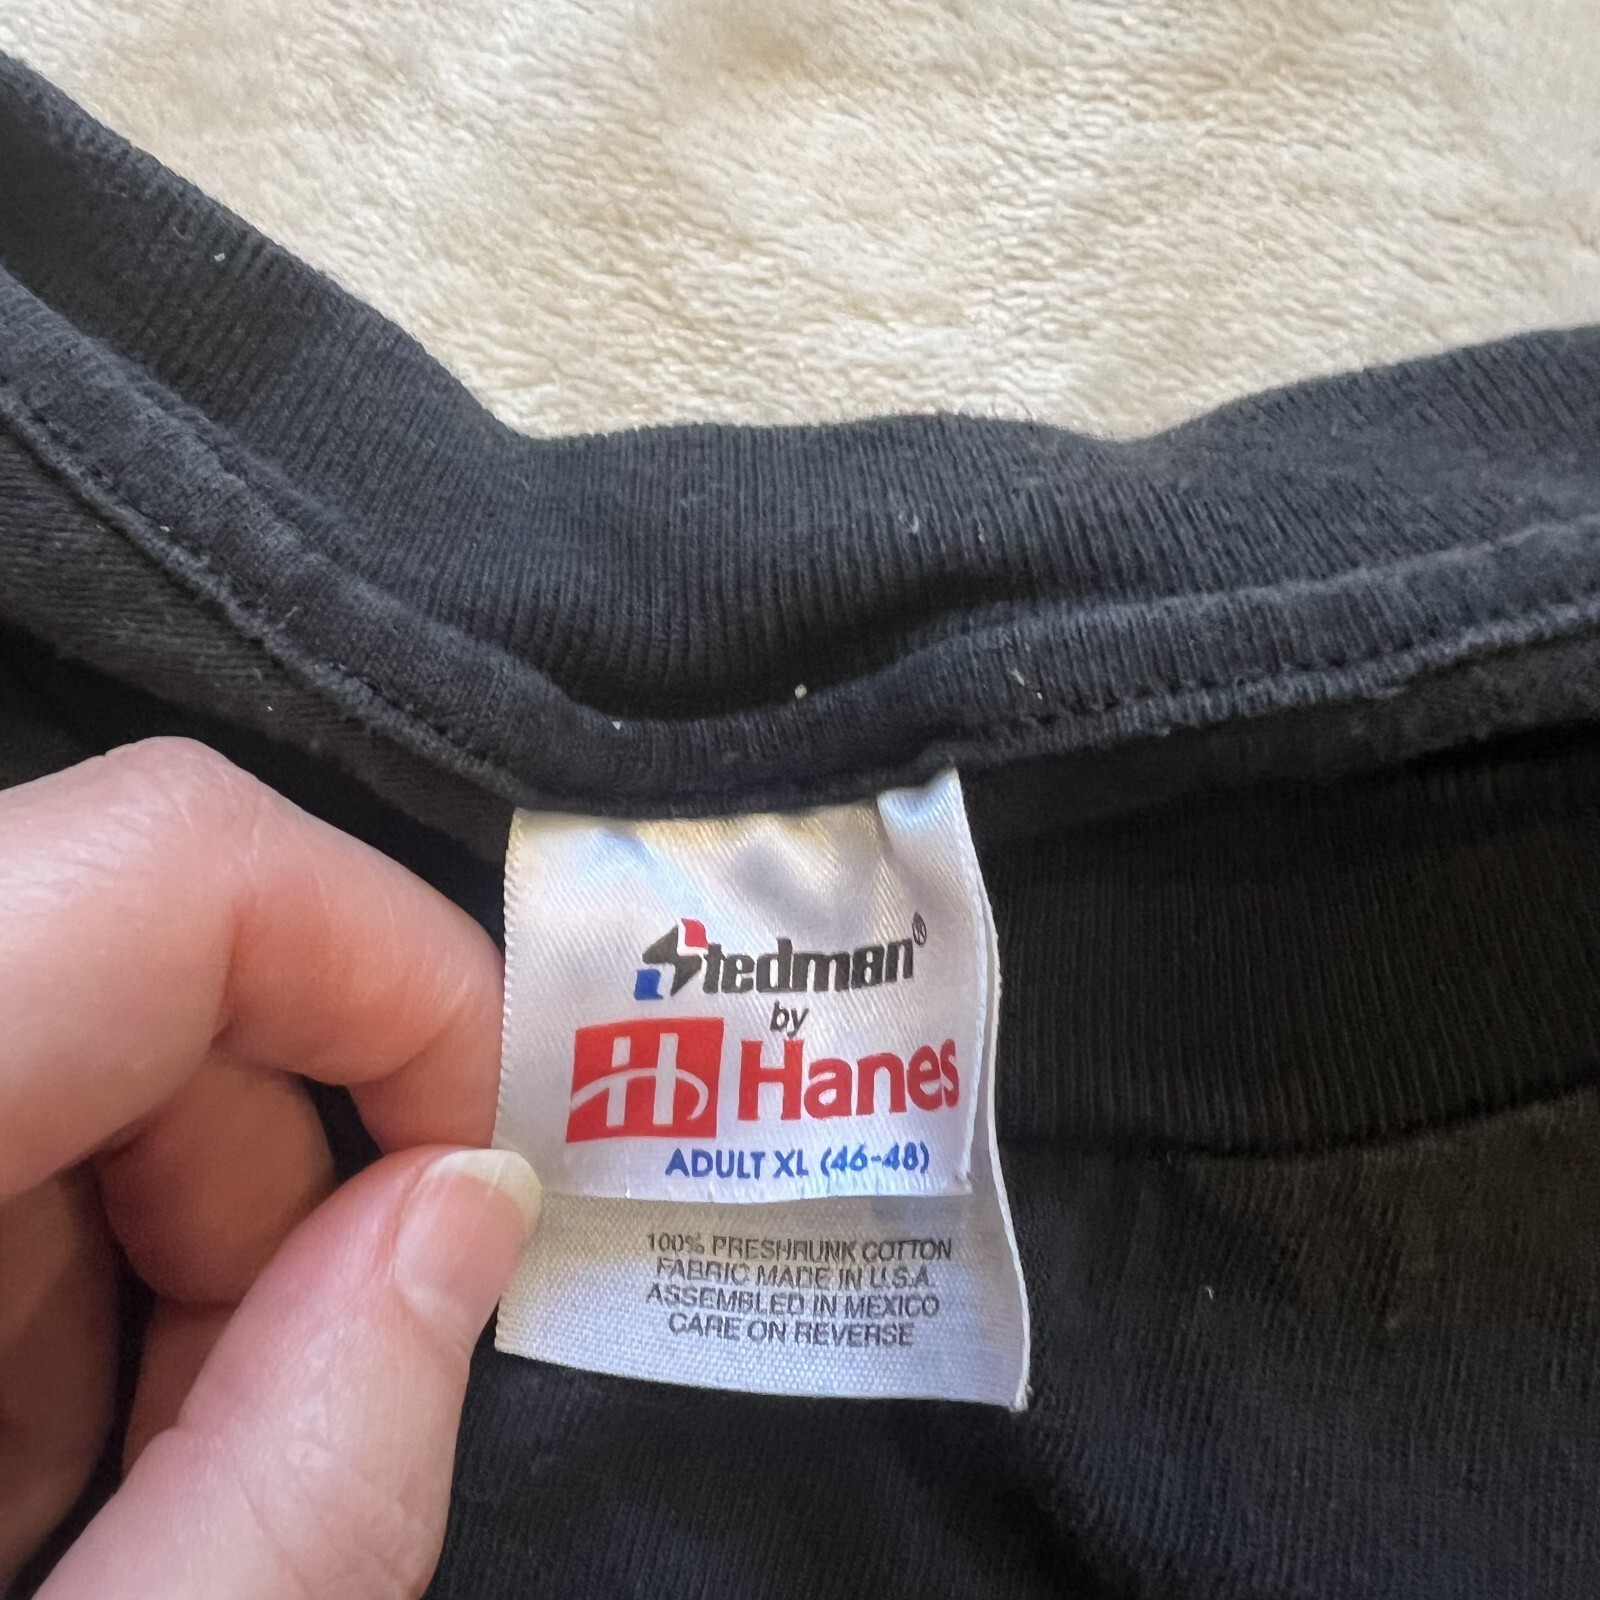 Stedman®
by
H Hanes
ADULT XL (46-48)
100% PRESHRUNK COTTON
FABRIC MADE IN U.S.A.
ASSEMBLED IN MEXICO
CARE ON REVERSE